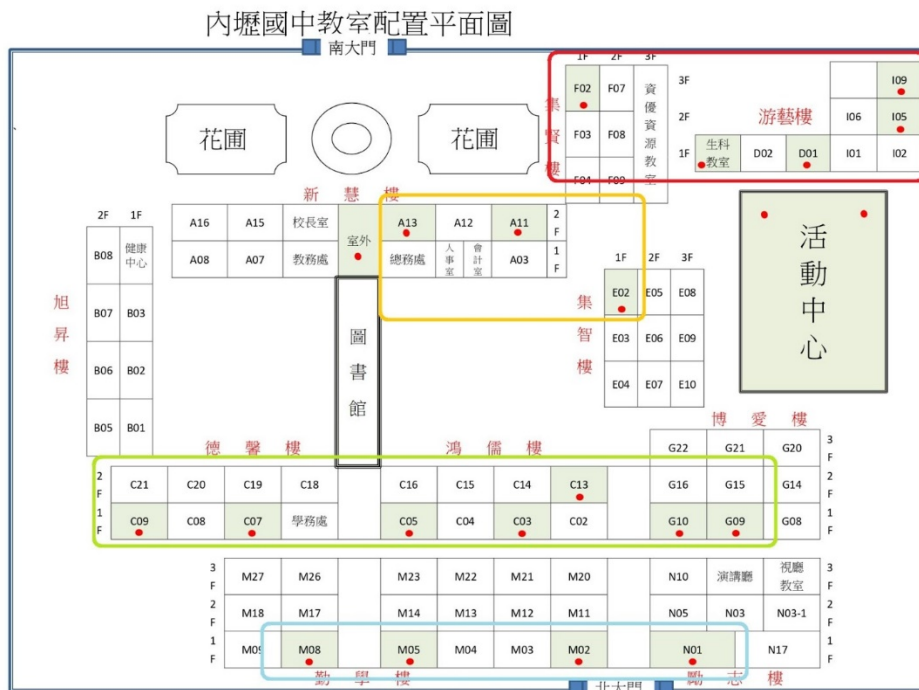 內壢國中教室配置平面圖
南大門
花圃
花圃
集賢樓
1F 2F 3F
F02 F07
F03 F08
F04 F09
資優資源教室
游藝樓
3F I09
2F I06 I05
1F 生科教室 D02 D01 I01 I02
新慧樓
A16 A15 校長室 室外 A13 A12 A11 2F
A08 A07 教務處 總務處 人事室 會計室 A03 1F
旭昇樓
2F 1F
B08 健康中心
B07 B03
B06 B02
B05 B01
圖書館
集智樓
1F 2F 3F
E02 E05 E08
E03 E06 E09
E04 E07 E10
活動中心
德馨樓 鴻儒樓 博愛樓
G22 G21 G20 3F
2F C21 C20 C19 C18 C16 C15 C14 C13 G16 G15 G14 2F
1F C09 C08 C07 學務處 C05 C04 C03 C02 G10 G09 G08 1F
3F M27 M26 M23 M22 M21 M20 N10 演講廳 視廳教室 3F
2F M18 M17 M14 M13 M12 M11 N05 N03 N03-1 2F
1F M09 M08 M05 M04 M03 M02 N01 N17 1F
勤學樓 勵志樓
北大門